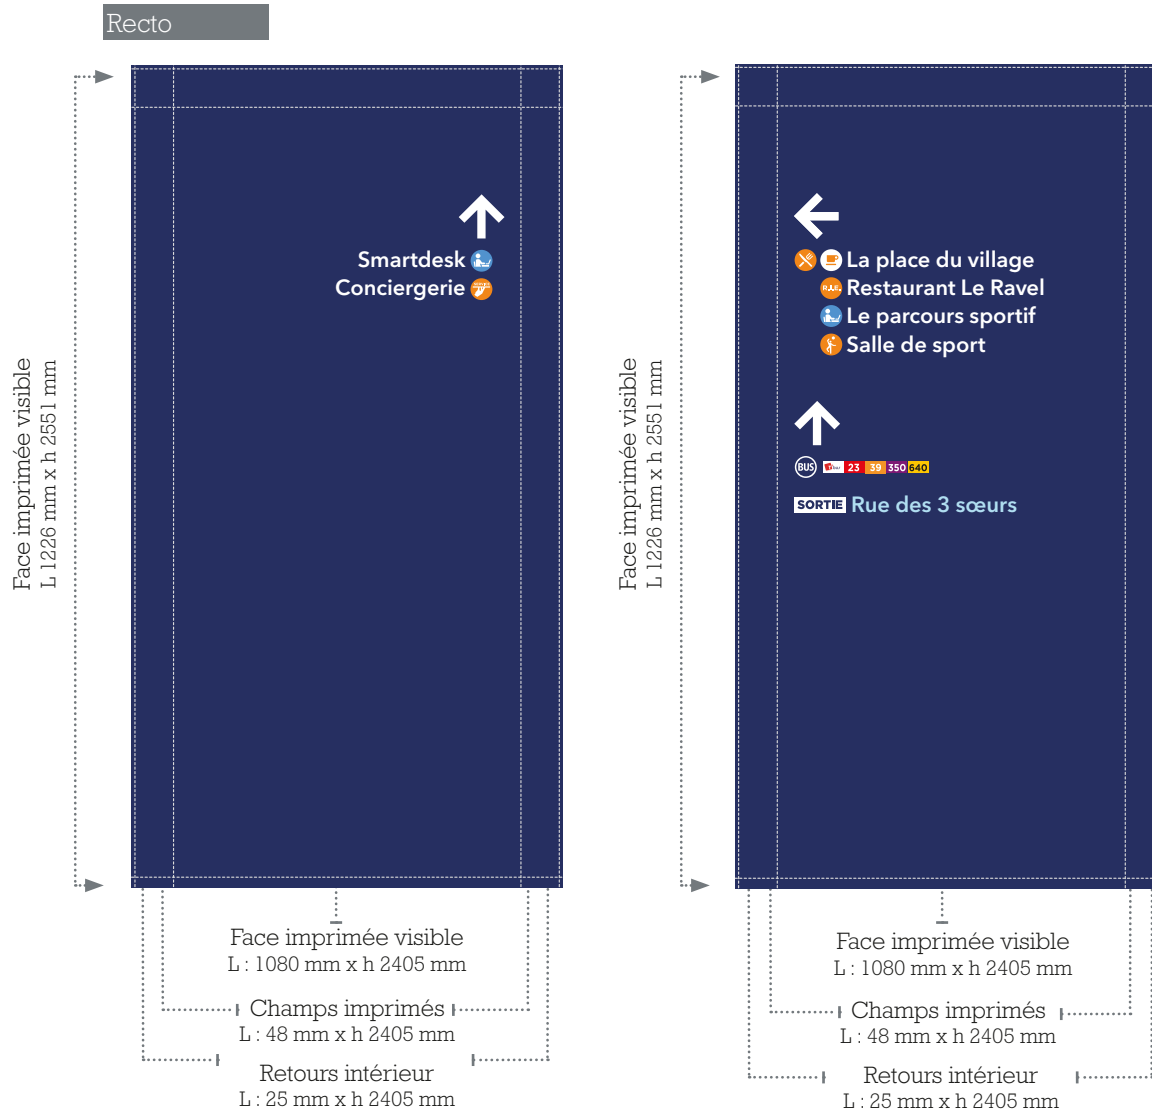 Recto
Face imprimée visible
L 1226 mm x h 2551 mm
Smartdesk
Conciergerie
Face imprimée visible
L : 1080 mm x h 2405 mm
Champs imprimés
L : 48 mm x h 2405 mm
Retours intérieur
L : 25 mm x h 2405 mm
Face imprimée visible
L 1226 mm x h 2551 mm
La place du village
R.A.V.E.L
Restaurant Le Ravel
Le parcours sportif
Salle de sport
BUS 23 39 350 640
SORTIE Rue des 3 sœurs
Face imprimée visible
L : 1080 mm x h 2405 mm
Champs imprimés
L : 48 mm x h 2405 mm
Retours intérieur
L : 25 mm x h 2405 mm